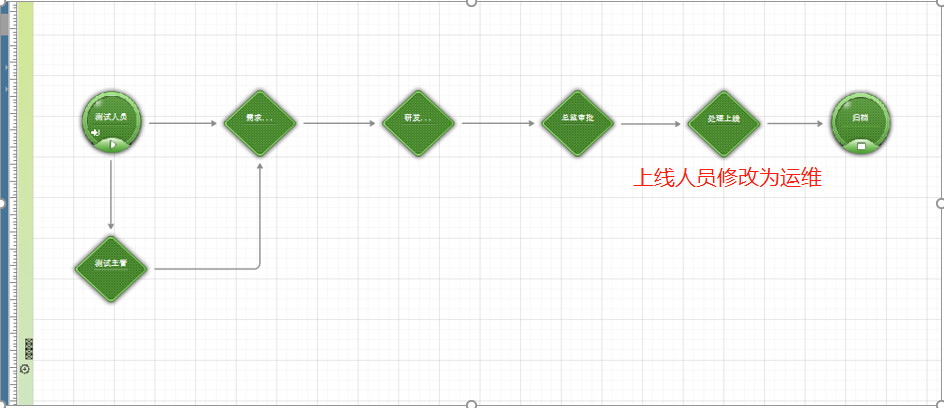 测试人员
需求...
研发...
总监审批
处理上线
归档
上线人员修改为运维
测试主管